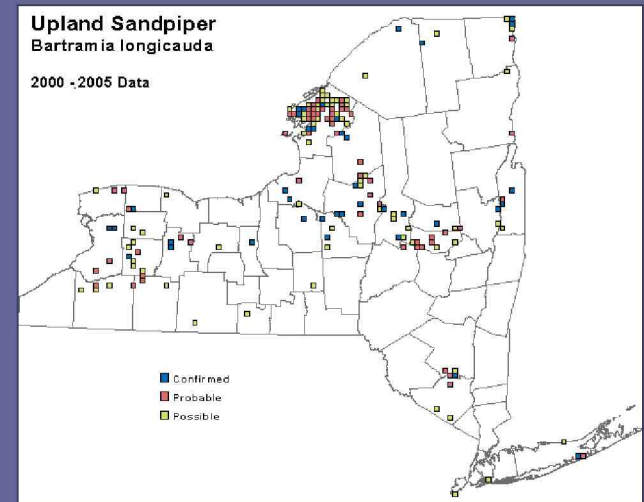 Upland Sandpiper
Bartramia longicauda
2000 - 2005 Data
Confirmed
Probable
Possible